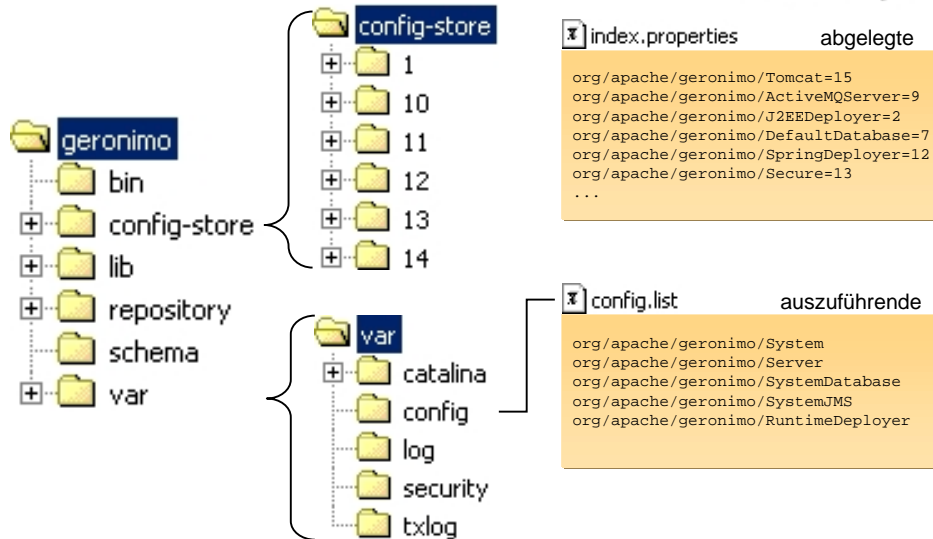 geronimo
bin
config-store
lib
repository
schema
var
config-store
1
10
11
12
13
14
var
catalina
config
log
security
txlog
index.properties abgelegte
org/apache/geronimo/Tomcat=15
org/apache/geronimo/ActiveMQServer=9
org/apache/geronimo/J2EEDeployer=2
org/apache/geronimo/DefaultDatabase=7
org/apache/geronimo/SpringDeployer=12
org/apache/geronimo/Secure=13
...
config.list auszuführende
org/apache/geronimo/System
org/apache/geronimo/Server
org/apache/geronimo/SystemDatabase
org/apache/geronimo/SystemJMS
org/apache/geronimo/RuntimeDeployer